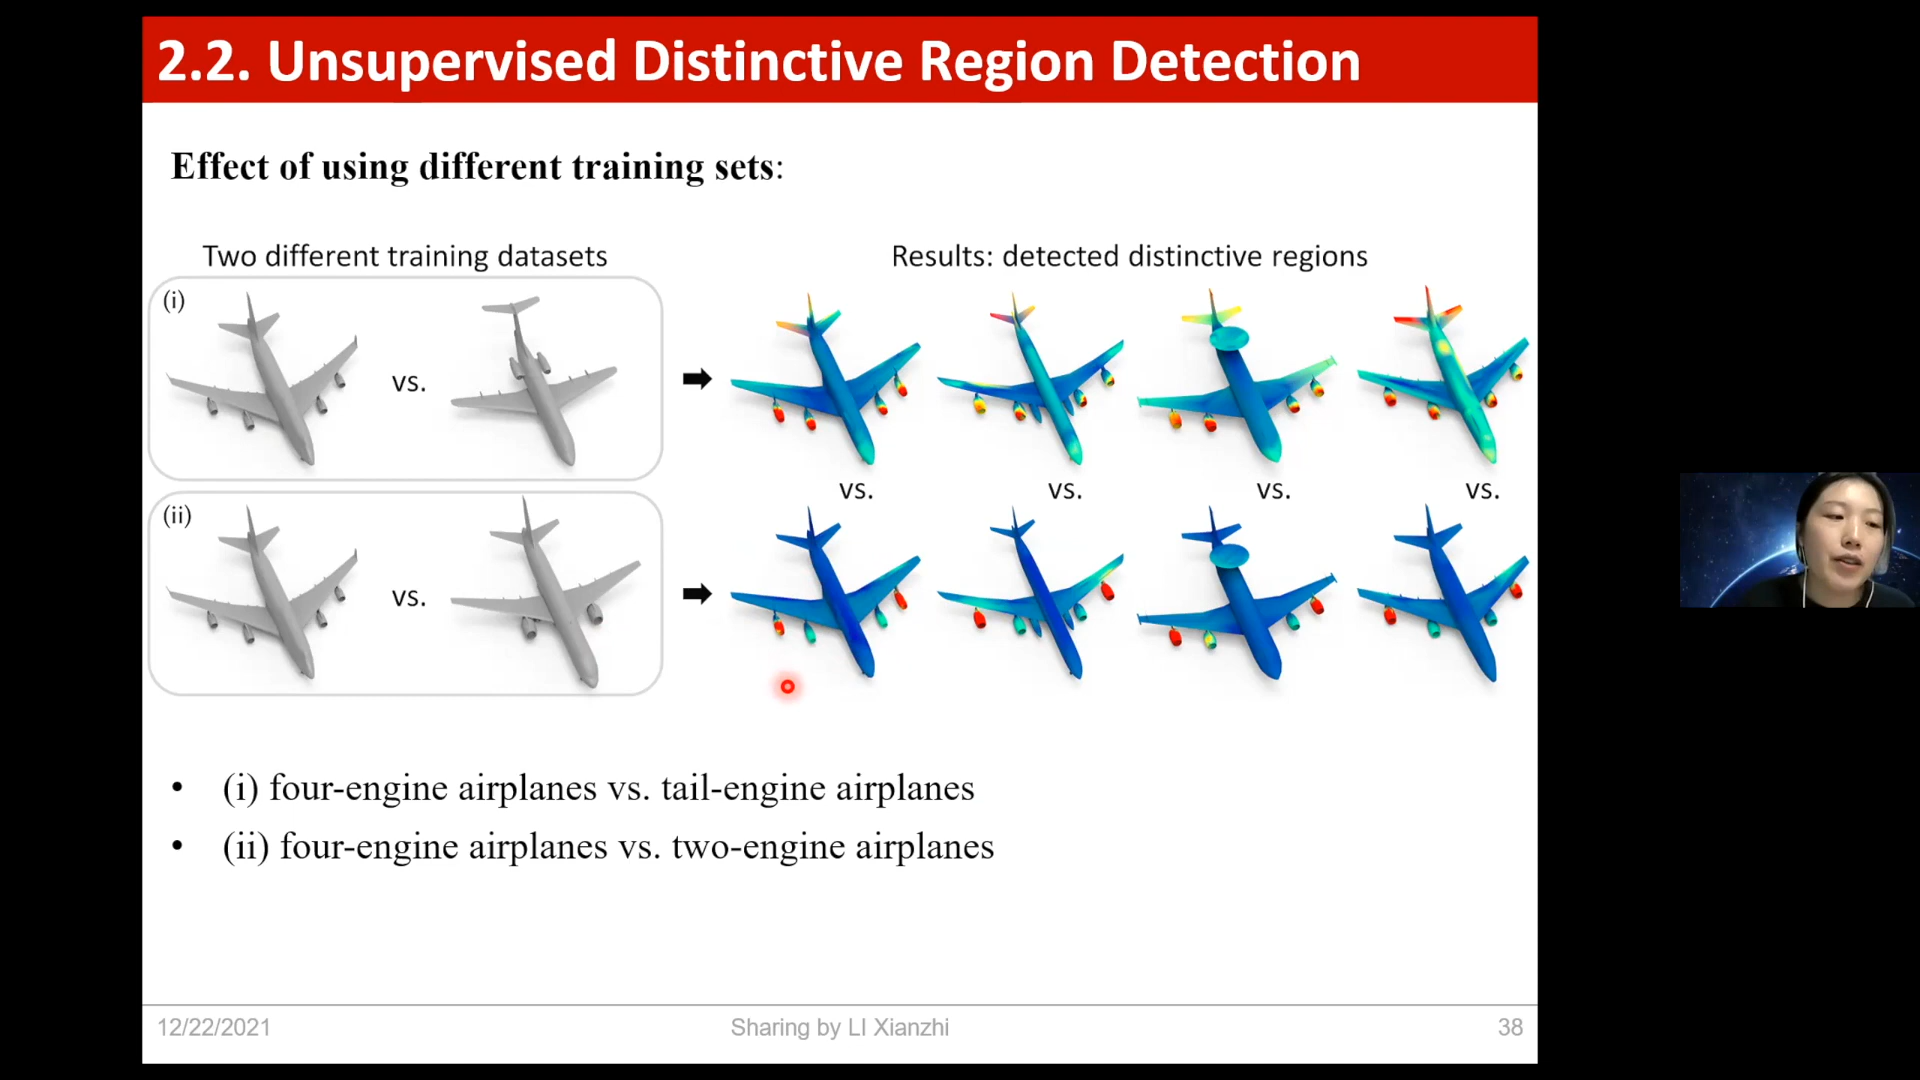 2.2. Unsupervised Distinctive Region Detection
Effect of using different training sets:
Two different training datasets
Results: detected distinctive regions
(i)
vs.
vs. vs. vs. vs.
(ii)
vs.
• (i) four-engine airplanes vs. tail-engine airplanes
• (ii) four-engine airplanes vs. two-engine airplanes
12/22/2021
Sharing by LI Xianzhi
38